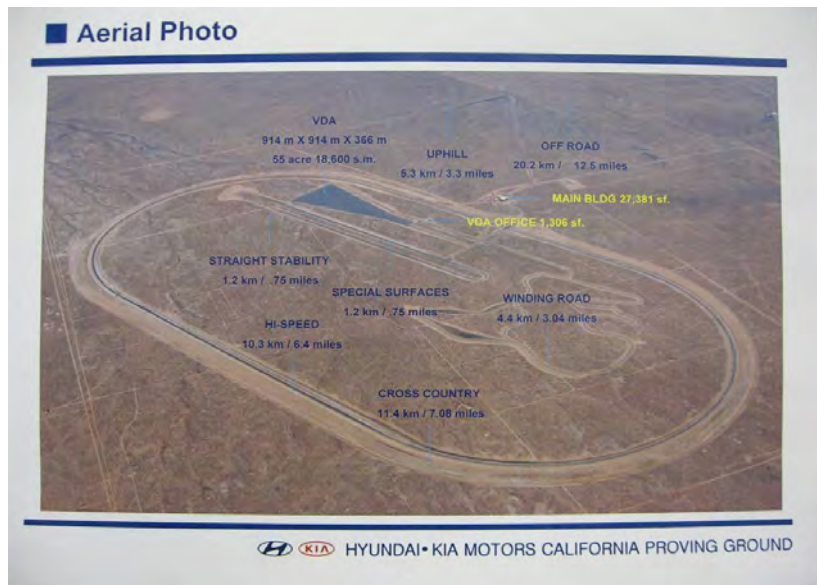 Aerial Photo
VDA
914 m X 914 m X 366 m
55 acre 18,600 s.m.
UPHILL
5.3 km / 3.3 miles
OFF ROAD
20.2 km / 12.5 miles
MAIN BLDG 27,381 sf.
VDA OFFICE 1,306 sf.
STRAIGHT STABILITY
1.2 km / .75 miles
SPECIAL SURFACES
1.2 km / .75 miles
WINDING ROAD
4.4 km / 3.04 miles
HI-SPEED
10.3 km / 6.4 miles
CROSS COUNTRY
11.4 km / 7.08 miles
KIA HYUNDAI•KIA MOTORS CALIFORNIA PROVING GROUND